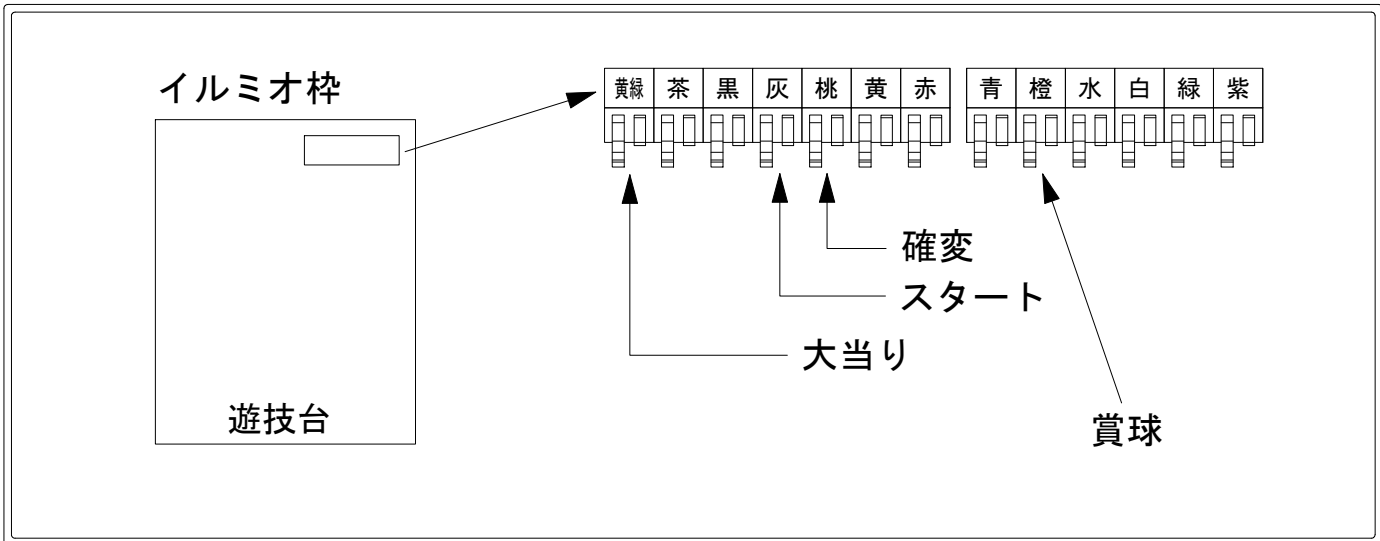 イルミオ枠
黄緑 茶 黒 灰 桃 黄 赤 青 橙 水 白 緑 紫
確変
スタート
大当り
遊技台
賞球